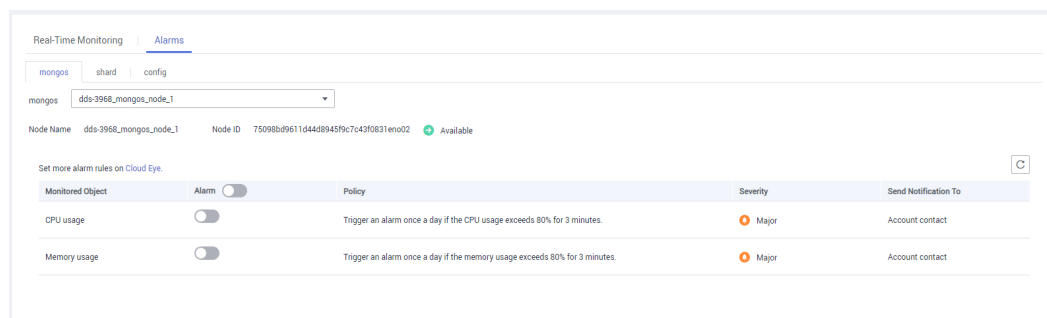 Real-Time Monitoring Alarms
mongos shard config
mongos dds-3968_mongos_node_1
Node Name dds-3968_mongos_node_1 Node ID 75098bd9611d44d8945f9c7c43f0831eno02 Available
Set more alarm rules on Cloud Eye.
Monitored Object Alarm Policy Severity Send Notification To
CPU usage Trigger an alarm once a day if the CPU usage exceeds 80% for 3 minutes. Major Account contact
Memory usage Trigger an alarm once a day if the memory usage exceeds 80% for 3 minutes. Major Account contact